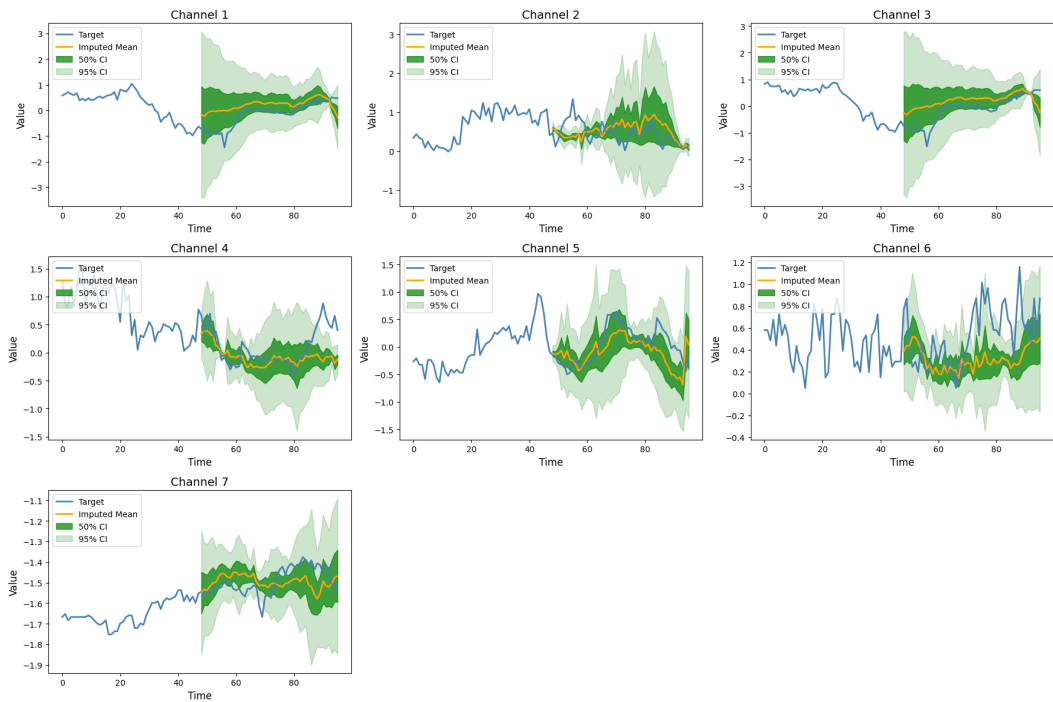 Channel 1
Value
3
2
1
0
−1
−2
−3
Target
Imputed Mean
50% CI
95% CI
0 20 40 60 80
Time
Channel 2
Value
3
2
1
0
−1
Target
Imputed Mean
50% CI
95% CI
0 20 40 60 80
Time
Channel 3
Value
3
2
1
0
−1
−2
−3
Target
Imputed Mean
50% CI
95% CI
0 20 40 60 80
Time
Channel 4
Value
1.5
1.0
0.5
0.0
−0.5
−1.0
−1.5
Target
Imputed Mean
50% CI
95% CI
0 20 40 60 80
Time
Channel 5
Value
1.5
1.0
0.5
0.0
−0.5
−1.0
−1.5
Target
Imputed Mean
50% CI
95% CI
0 20 40 60 80
Time
Channel 6
Value
1.2
1.0
0.8
0.6
0.4
0.2
0.0
−0.2
−0.4
Target
Imputed Mean
50% CI
95% CI
0 20 40 60 80
Time
Channel 7
Value
−1.1
−1.2
−1.3
−1.4
−1.5
−1.6
−1.7
−1.8
−1.9
Target
Imputed Mean
50% CI
95% CI
0 20 40 60 80
Time